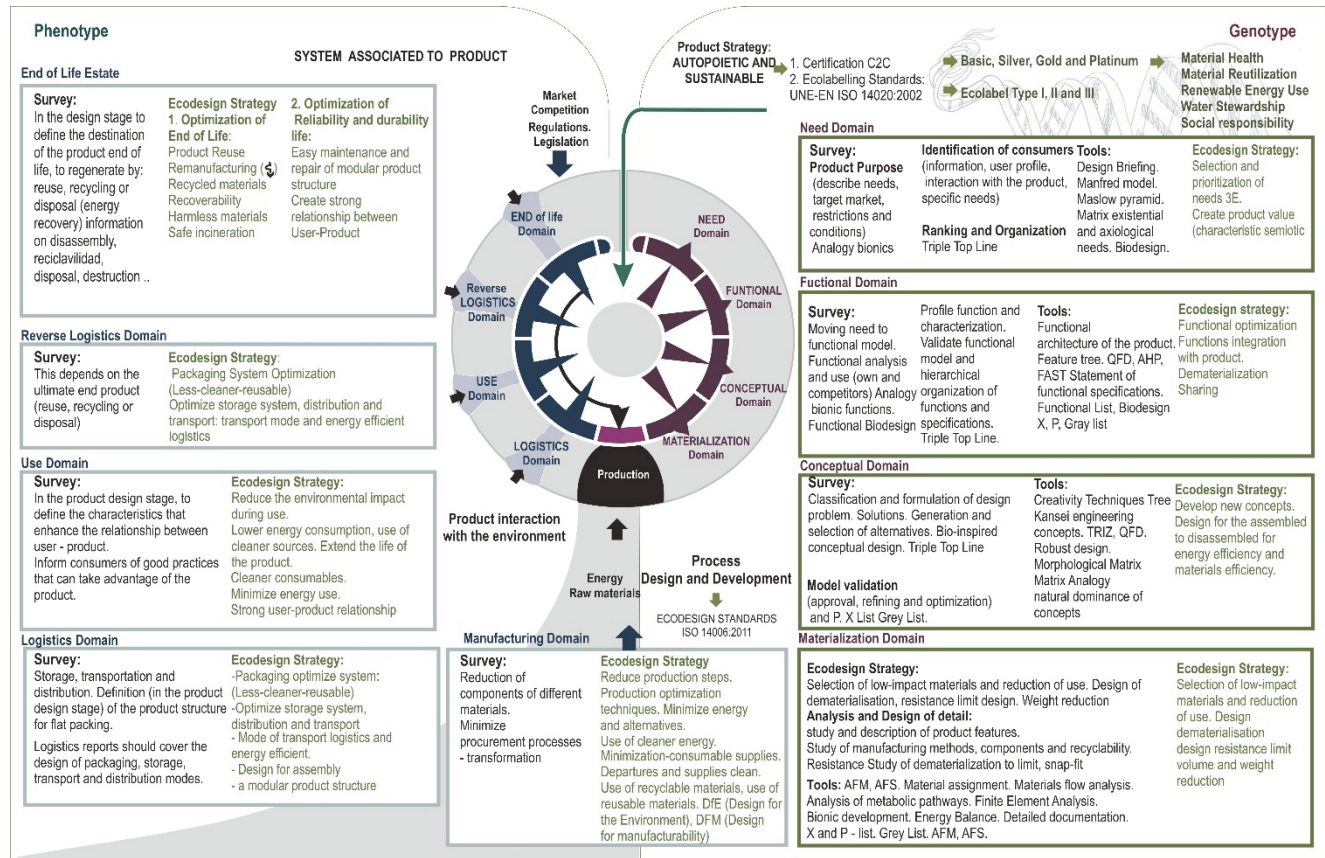 Phenotype
SYSTEM ASSOCIATED TO PRODUCT
End of Life Estate
Survey:
In the design stage to
define the destination
of the product end of
life, to regenerate by:
reuse, recycling or
disposal (energy
recovery) information
on disassembly,
reciclavilidad,
disposal, destruction ..
Ecodesign Strategy
1. Optimization of
End of Life:
Product Reuse
Remanufacturing ( )
Recycled materials
Recoverability
Harmless materials
Safe incineration
2. Optimization of
Reliability and durability
life:
Easy maintenance and
repair of modular product
structure
Create strong
relationship between
User-Product
Reverse Logistics Domain
Survey:
This depends on the
ultimate end product
(reuse, recycling or
disposal)
Ecodesign Strategy:
Packaging System Optimization
(Less-cleaner-reusable)
Optimize storage system, distribution and
transport: transport mode and energy efficient
logistics
Use Domain
Survey:
In the product design stage, to
define the characteristics that
enhance the relationship between
user - product.
Inform consumers of good practices
that can take advantage of the
product.
Ecodesign Strategy:
Reduce the environmental impact
during use.
Lower energy consumption, use of
cleaner sources. Extend the life of
the product.
Cleaner consumables.
Minimize energy use.
Strong user-product relationship
Logistics Domain
Survey:
Storage, transportation and
distribution. Definition (in the product
design stage) of the product structure
for flat packing.
Logistics reports should cover the
design of packaging, storage,
transport and distribution modes.
Ecodesign Strategy:
-Packaging optimize system:
(Less-cleaner-reusable)
-Optimize storage system,
distribution and transport
- Mode of transport logistics and
energy efficient.
- Design for assembly
- a modular product structure
Market
Competition
Regulations.
Legislation
END of life
Domain
Reverse
LOGISTICS
Domain
USE
Domain
LOGISTICS
Domain
NEED
Domain
FUNTIONAL
Domain
CONCEPTUAL
Domain
MATERIALIZATION
Domain
Production
Product interaction
with the environment
Energy
Raw materials
Process
Design and Development
ECODESIGN STANDARDS
ISO 14006:2011
Manufacturing Domain
Survey:
Reduction of
components of different
materials.
Minimize
procurement processes
- transformation
Ecodesign Strategy
Reduce production steps.
Production optimization
techniques. Minimize energy
and alternatives.
Use of cleaner energy.
Minimization-consumable supplies.
Departures and supplies clean.
Use of recyclable materials, use of
reusable materials. DfE (Design for
the Environment), DFM (Design
for manufacturability)
Product Strategy:
AUTOPOIETIC AND
SUSTAINABLE
1. Certification C2C
2. Ecolabelling Standards:
UNE-EN ISO 14020:2002
Basic, Silver, Gold and Platinum
Ecolabel Type I, II and III
Genotype
Material Health
Material Reutilization
Renewable Energy Use
Water Stewardship
Social responsibility
Need Domain
Survey:
Product Purpose
(describe needs,
target market,
restrictions and
conditions)
Analogy bionics
Identification of consumers
(information, user profile,
interaction with the product,
specific needs)
Ranking and Organization
Triple Top Line
Tools:
Design Briefing.
Manfred model.
Maslow pyramid.
Matrix existential
and axiological
needs. Biodesign.
Ecodesign Strategy:
Selection and
prioritization of
needs 3E.
Create product value
(characteristic semiotic
Fuctional Domain
Survey:
Moving need to
functional model.
Functional analysis
and use (own and
competitors) Analogy
bionic functions.
Functional Biodesign
Profile function and
characterization.
Validate functional
model and
hierarchical
organization of
functions and
specifications.
Triple Top Line.
Tools:
Functional
architecture of the product.
Feature tree. QFD, AHP,
FAST Statement of
functional specifications.
Functional List, Biodesign
X, P, Gray list
Ecodesign strategy:
Functional optimization
Functions integration
with product.
Dematerialization
Sharing
Conceptual Domain
Survey:
Classification and formulation of design
problem. Solutions. Generation and
selection of alternatives. Bio-inspired
conceptual design. Triple Top Line
Model validation
(approval, refining and optimization)
and P. X List Grey List.
Tools:
Creativity Techniques Tree
Kansei engineering
concepts. TRIZ, QFD.
Robust design.
Morphological Matrix
Matrix Analogy
natural dominance of
concepts
Ecodesign Strategy:
Develop new concepts.
Design for the assembled
to disassembled for
energy efficiency and
materials efficiency.
Materialization Domain
Ecodesign Strategy:
Selection of low-impact materials and reduction of use. Design of
dematerialisation, resistance limit design. Weight reduction
Analysis and Design of detail:
study and description of product features.
Study of manufacturing methods, components and recyclability.
Resistance Study of dematerialization to limit, snap-fit
Tools: AFM, AFS. Material assignment. Materials flow analysis.
Analysis of metabolic pathways. Finite Element Analysis.
Bionic development. Energy Balance. Detailed documentation.
X and P - list. Grey List. AFM, AFS.
Ecodesign Strategy:
Selection of low-impact
materials and reduction
of use. Design
dematerialisation
design resistance limit
volume and weight
reduction